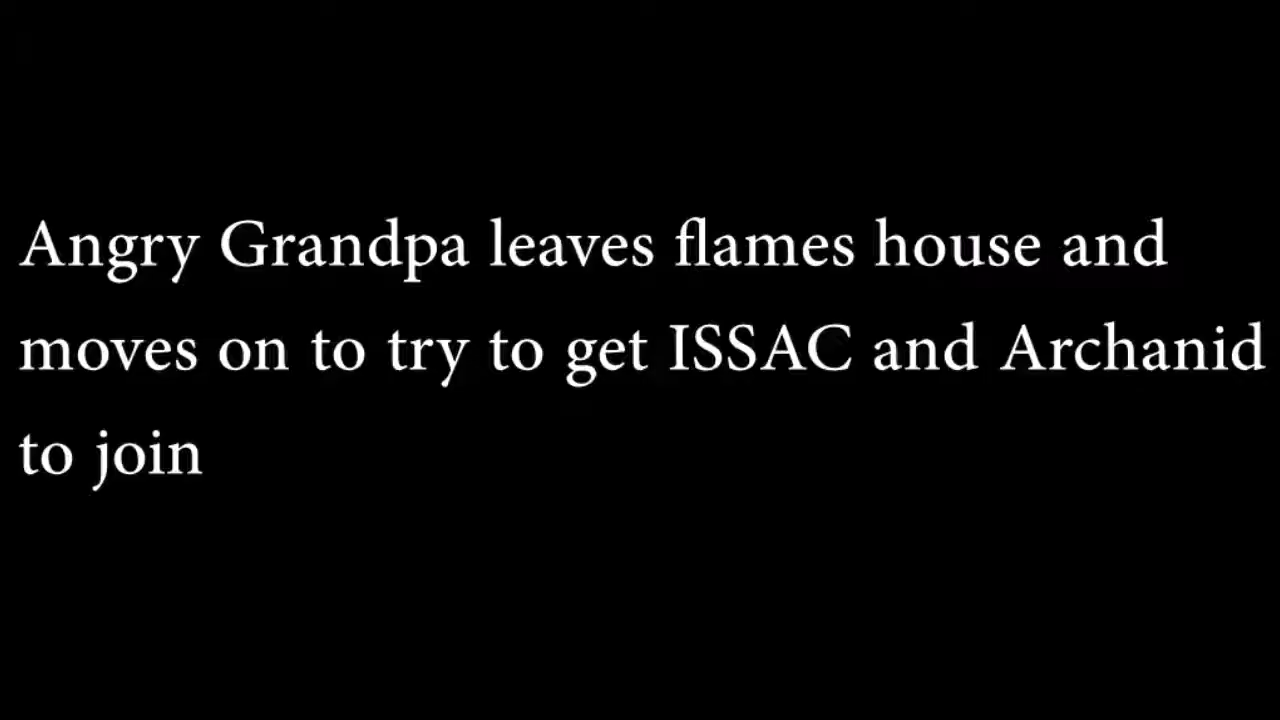 Angry Grandpa leaves flames house and
moves on to try to get ISSAC and Archanid
to join